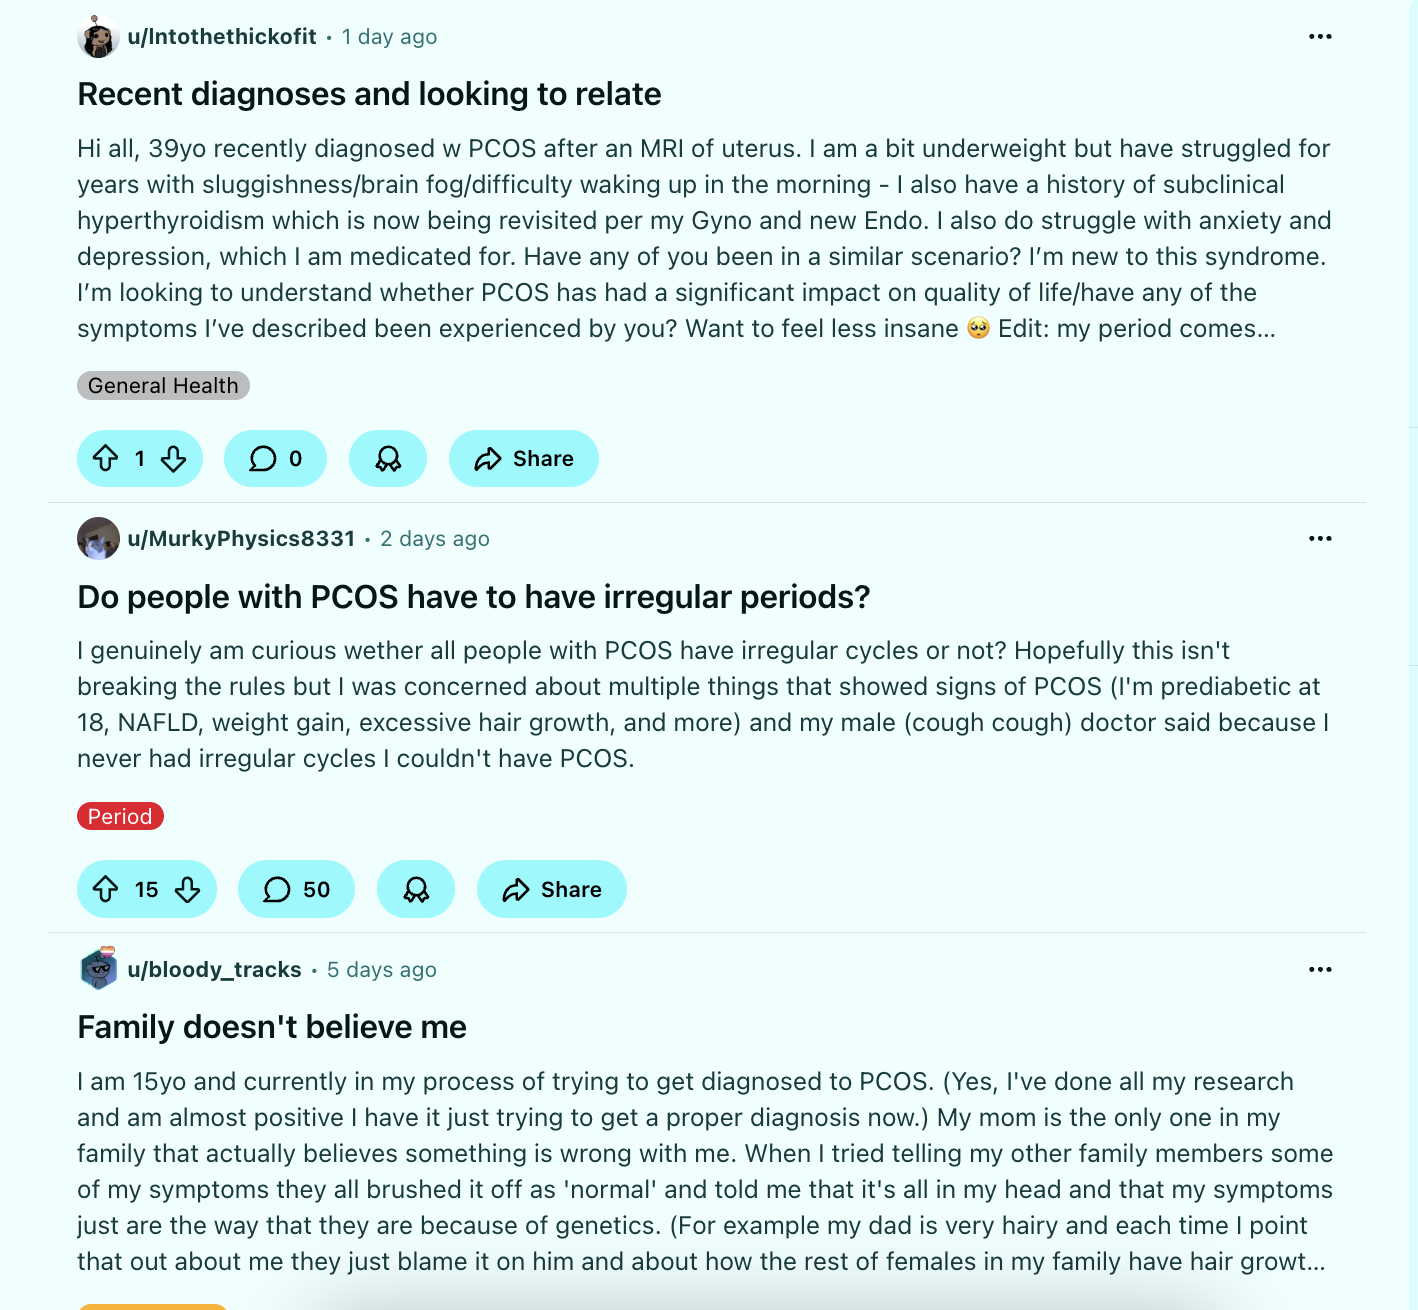 u/Intothethickofit • 1 day ago
Recent diagnoses and looking to relate
Hi all, 39yo recently diagnosed w PCOS after an MRI of uterus. I am a bit underweight but have struggled for
years with sluggishness/brain fog/difficulty waking up in the morning - I also have a history of subclinical
hyperthyroidism which is now being revisited per my Gyno and new Endo. I also do struggle with anxiety and
depression, which I am medicated for. Have any of you been in a similar scenario? I’m new to this syndrome.
I’m looking to understand whether PCOS has had a significant impact on quality of life/have any of the
symptoms I’ve described been experienced by you? Want to feel less insane 🥺 Edit: my period comes...
General Health
1 0 Share
u/MurkyPhysics8331 • 2 days ago
Do people with PCOS have to have irregular periods?
I genuinely am curious wether all people with PCOS have irregular cycles or not? Hopefully this isn't
breaking the rules but I was concerned about multiple things that showed signs of PCOS (I'm prediabetic at
18, NAFLD, weight gain, excessive hair growth, and more) and my male (cough cough) doctor said because I
never had irregular cycles I couldn't have PCOS.
Period
15 50 Share
u/bloody_tracks • 5 days ago
Family doesn't believe me
I am 15yo and currently in my process of trying to get diagnosed to PCOS. (Yes, I've done all my research
and am almost positive I have it just trying to get a proper diagnosis now.) My mom is the only one in my
family that actually believes something is wrong with me. When I tried telling my other family members some
of my symptoms they all brushed it off as 'normal' and told me that it's all in my head and that my symptoms
just are the way that they are because of genetics. (For example my dad is very hairy and each time I point
that out about me they just blame it on him and about how the rest of females in my family have hair growt...